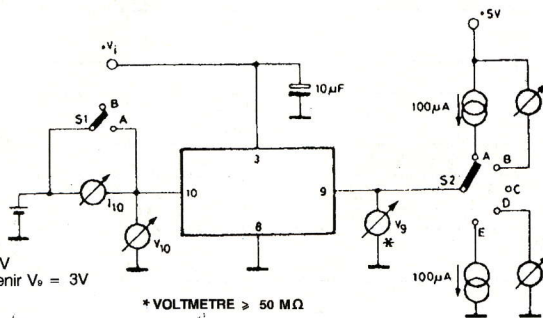 +5V
+Vi
10µF
100µA
B
S1
A
3
A
B
S2
C
10
9
D
I10
E
V10
V9
*
8
V
enir V9 = 3V
100µA
* VOLTMETRE ⩾ 50 MΩ